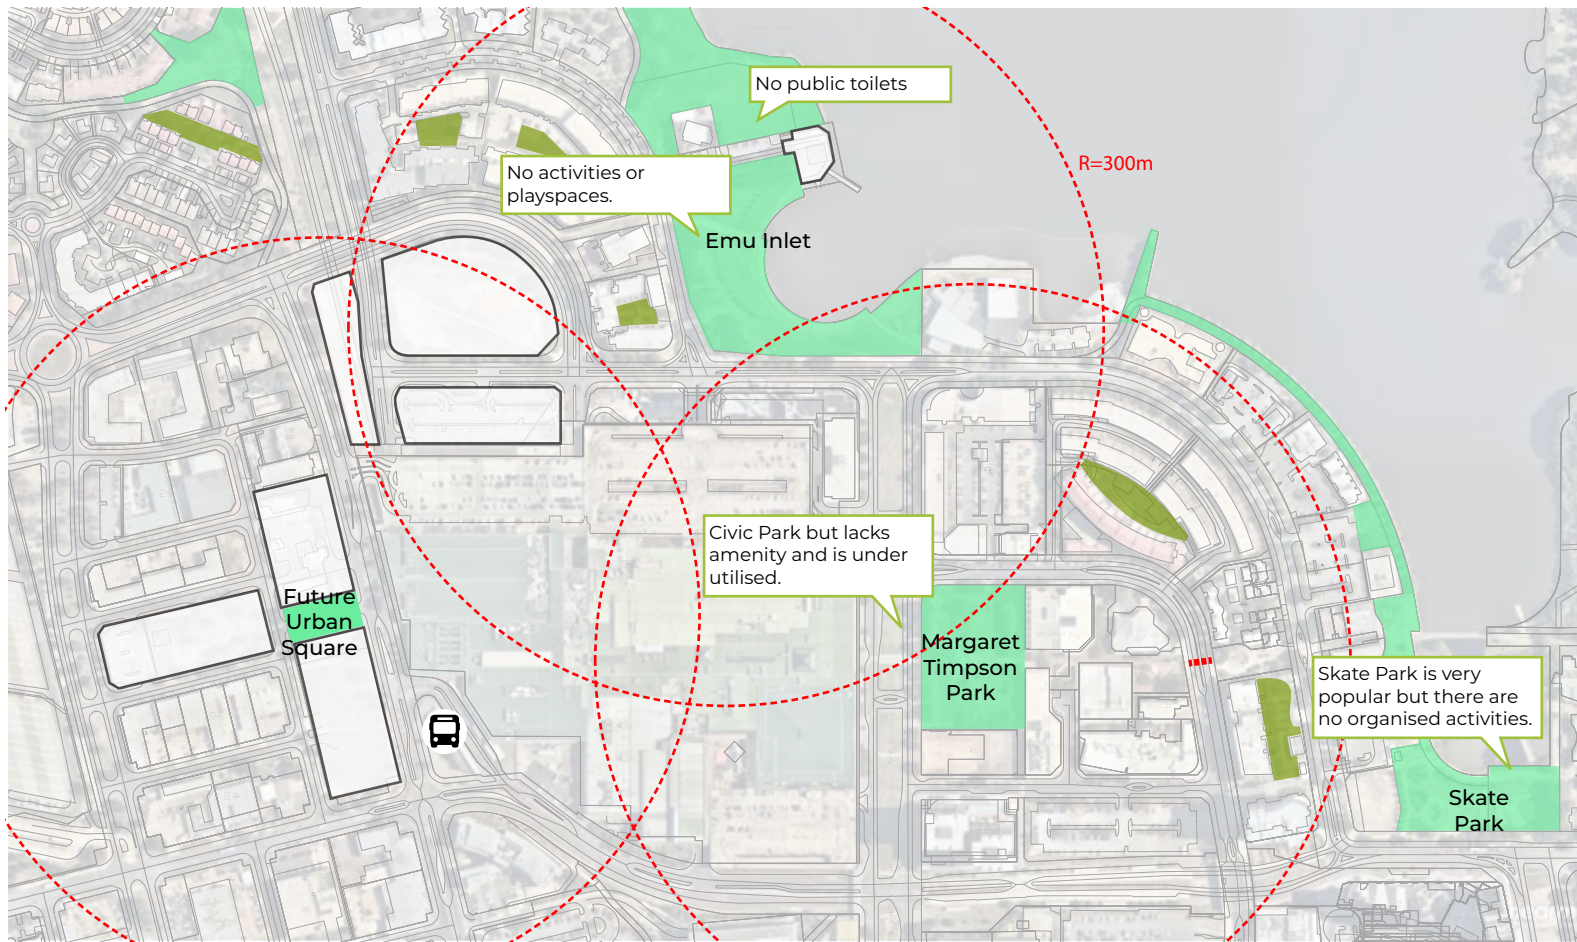 No public toilets
R=300m
No activities or
playspaces.
Emu Inlet
Civic Park but lacks
amenity and is under
utilised.
Future
Urban
Square
Margaret
Timpson
Park
Skate Park is very
popular but there are
no organised activities.
Skate
Park